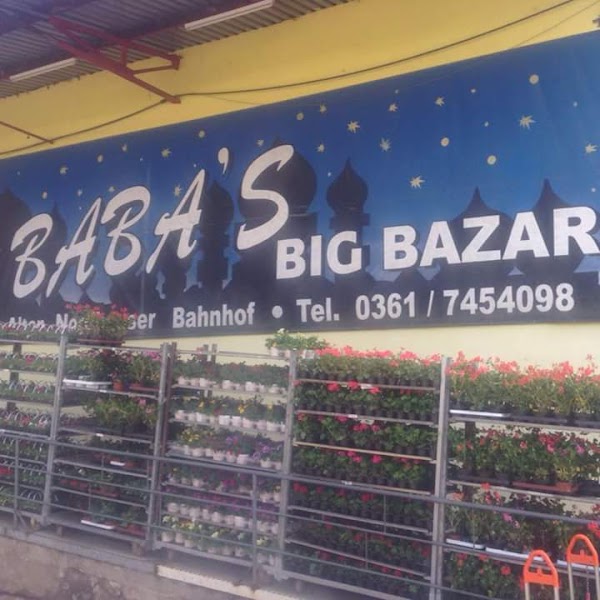 BABA'S
BIG BAZAR
Bahnhof • Tel. 0361 / 7454098